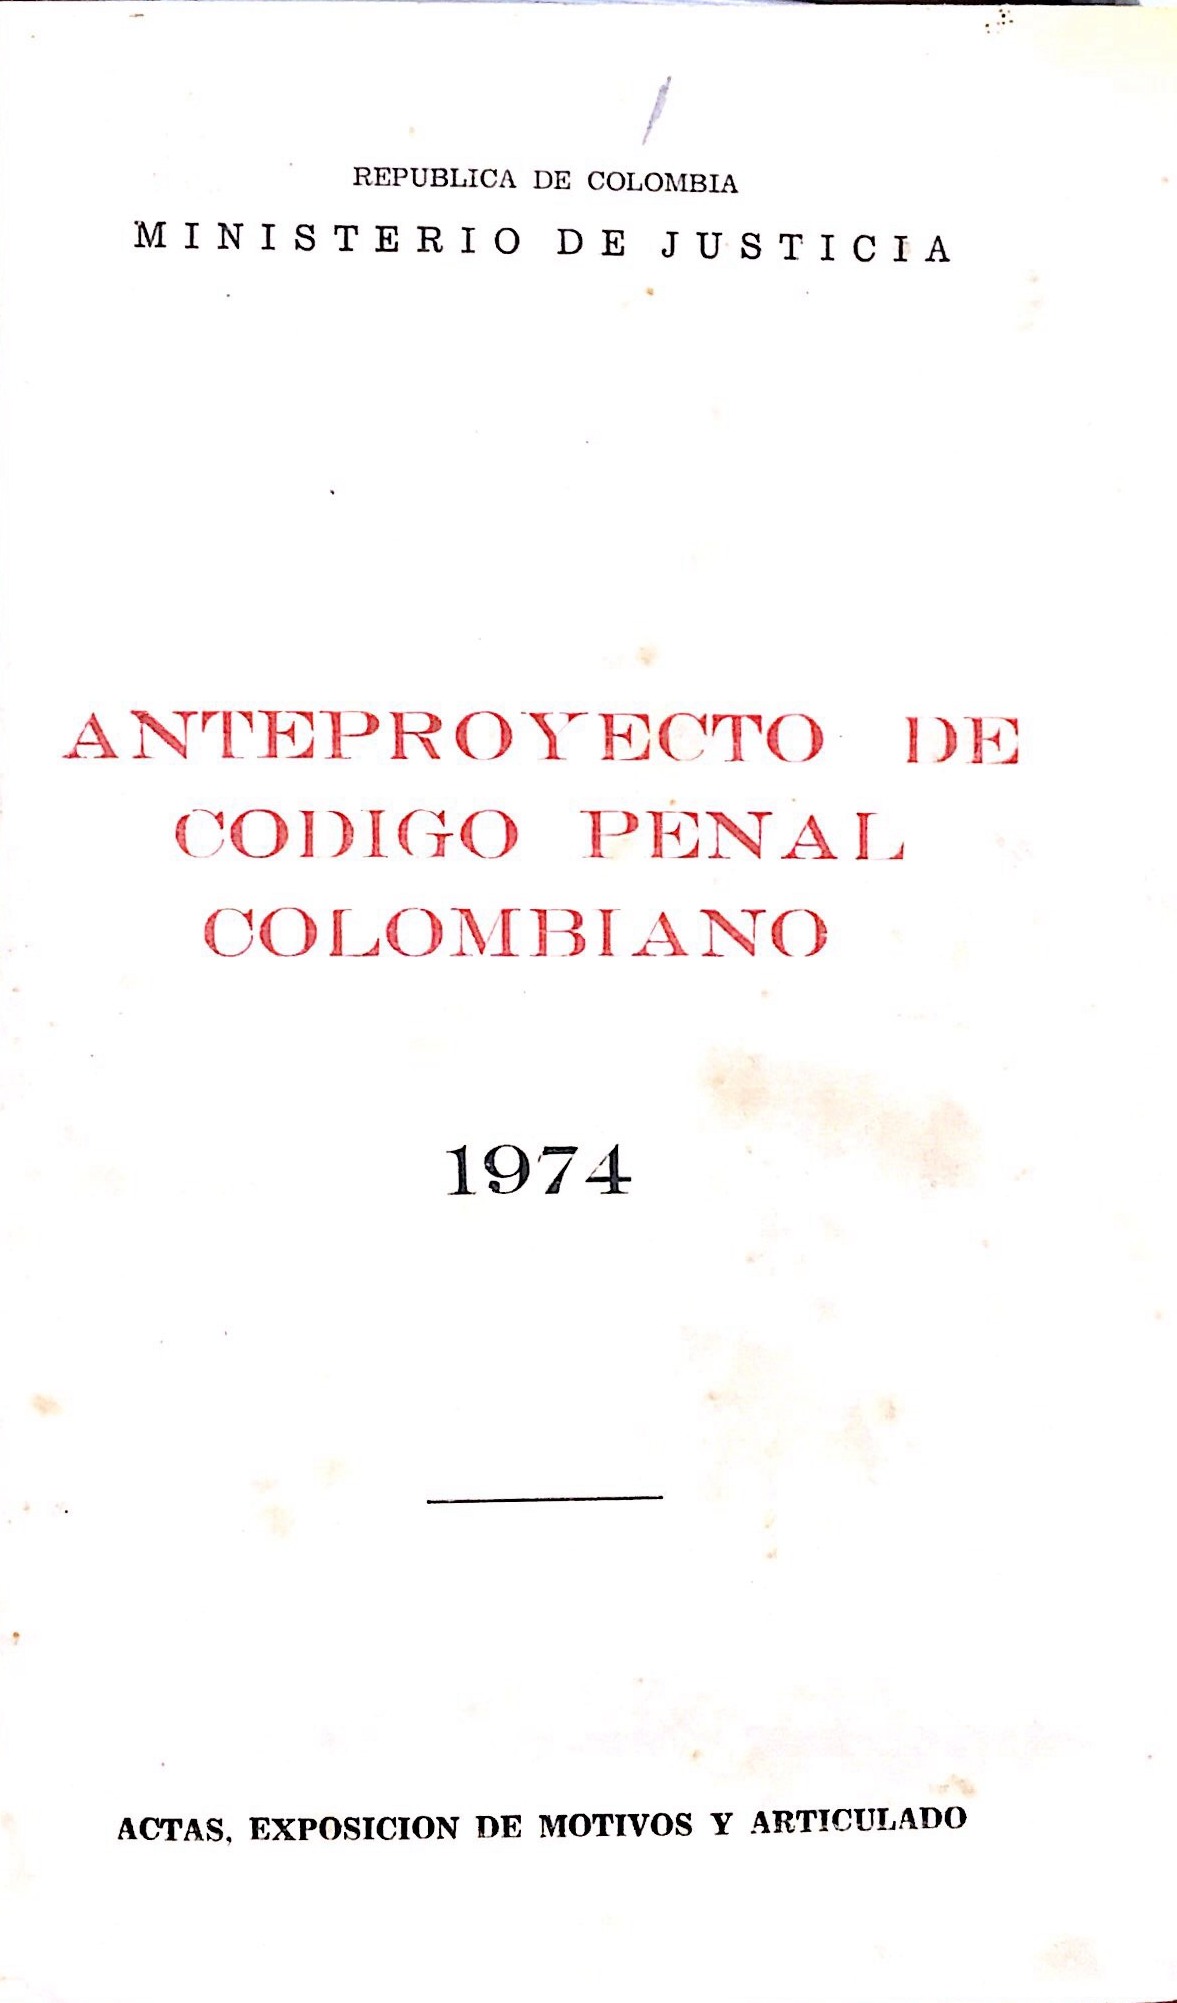 REPUBLICA DE COLOMBIA
MINISTERIO DE JUSTICIA
ANTEPROYECTO DE
CODIGO PENAL
COLOMBIANO
1974
ACTAS, EXPOSICION DE MOTIVOS Y ARTICULADO